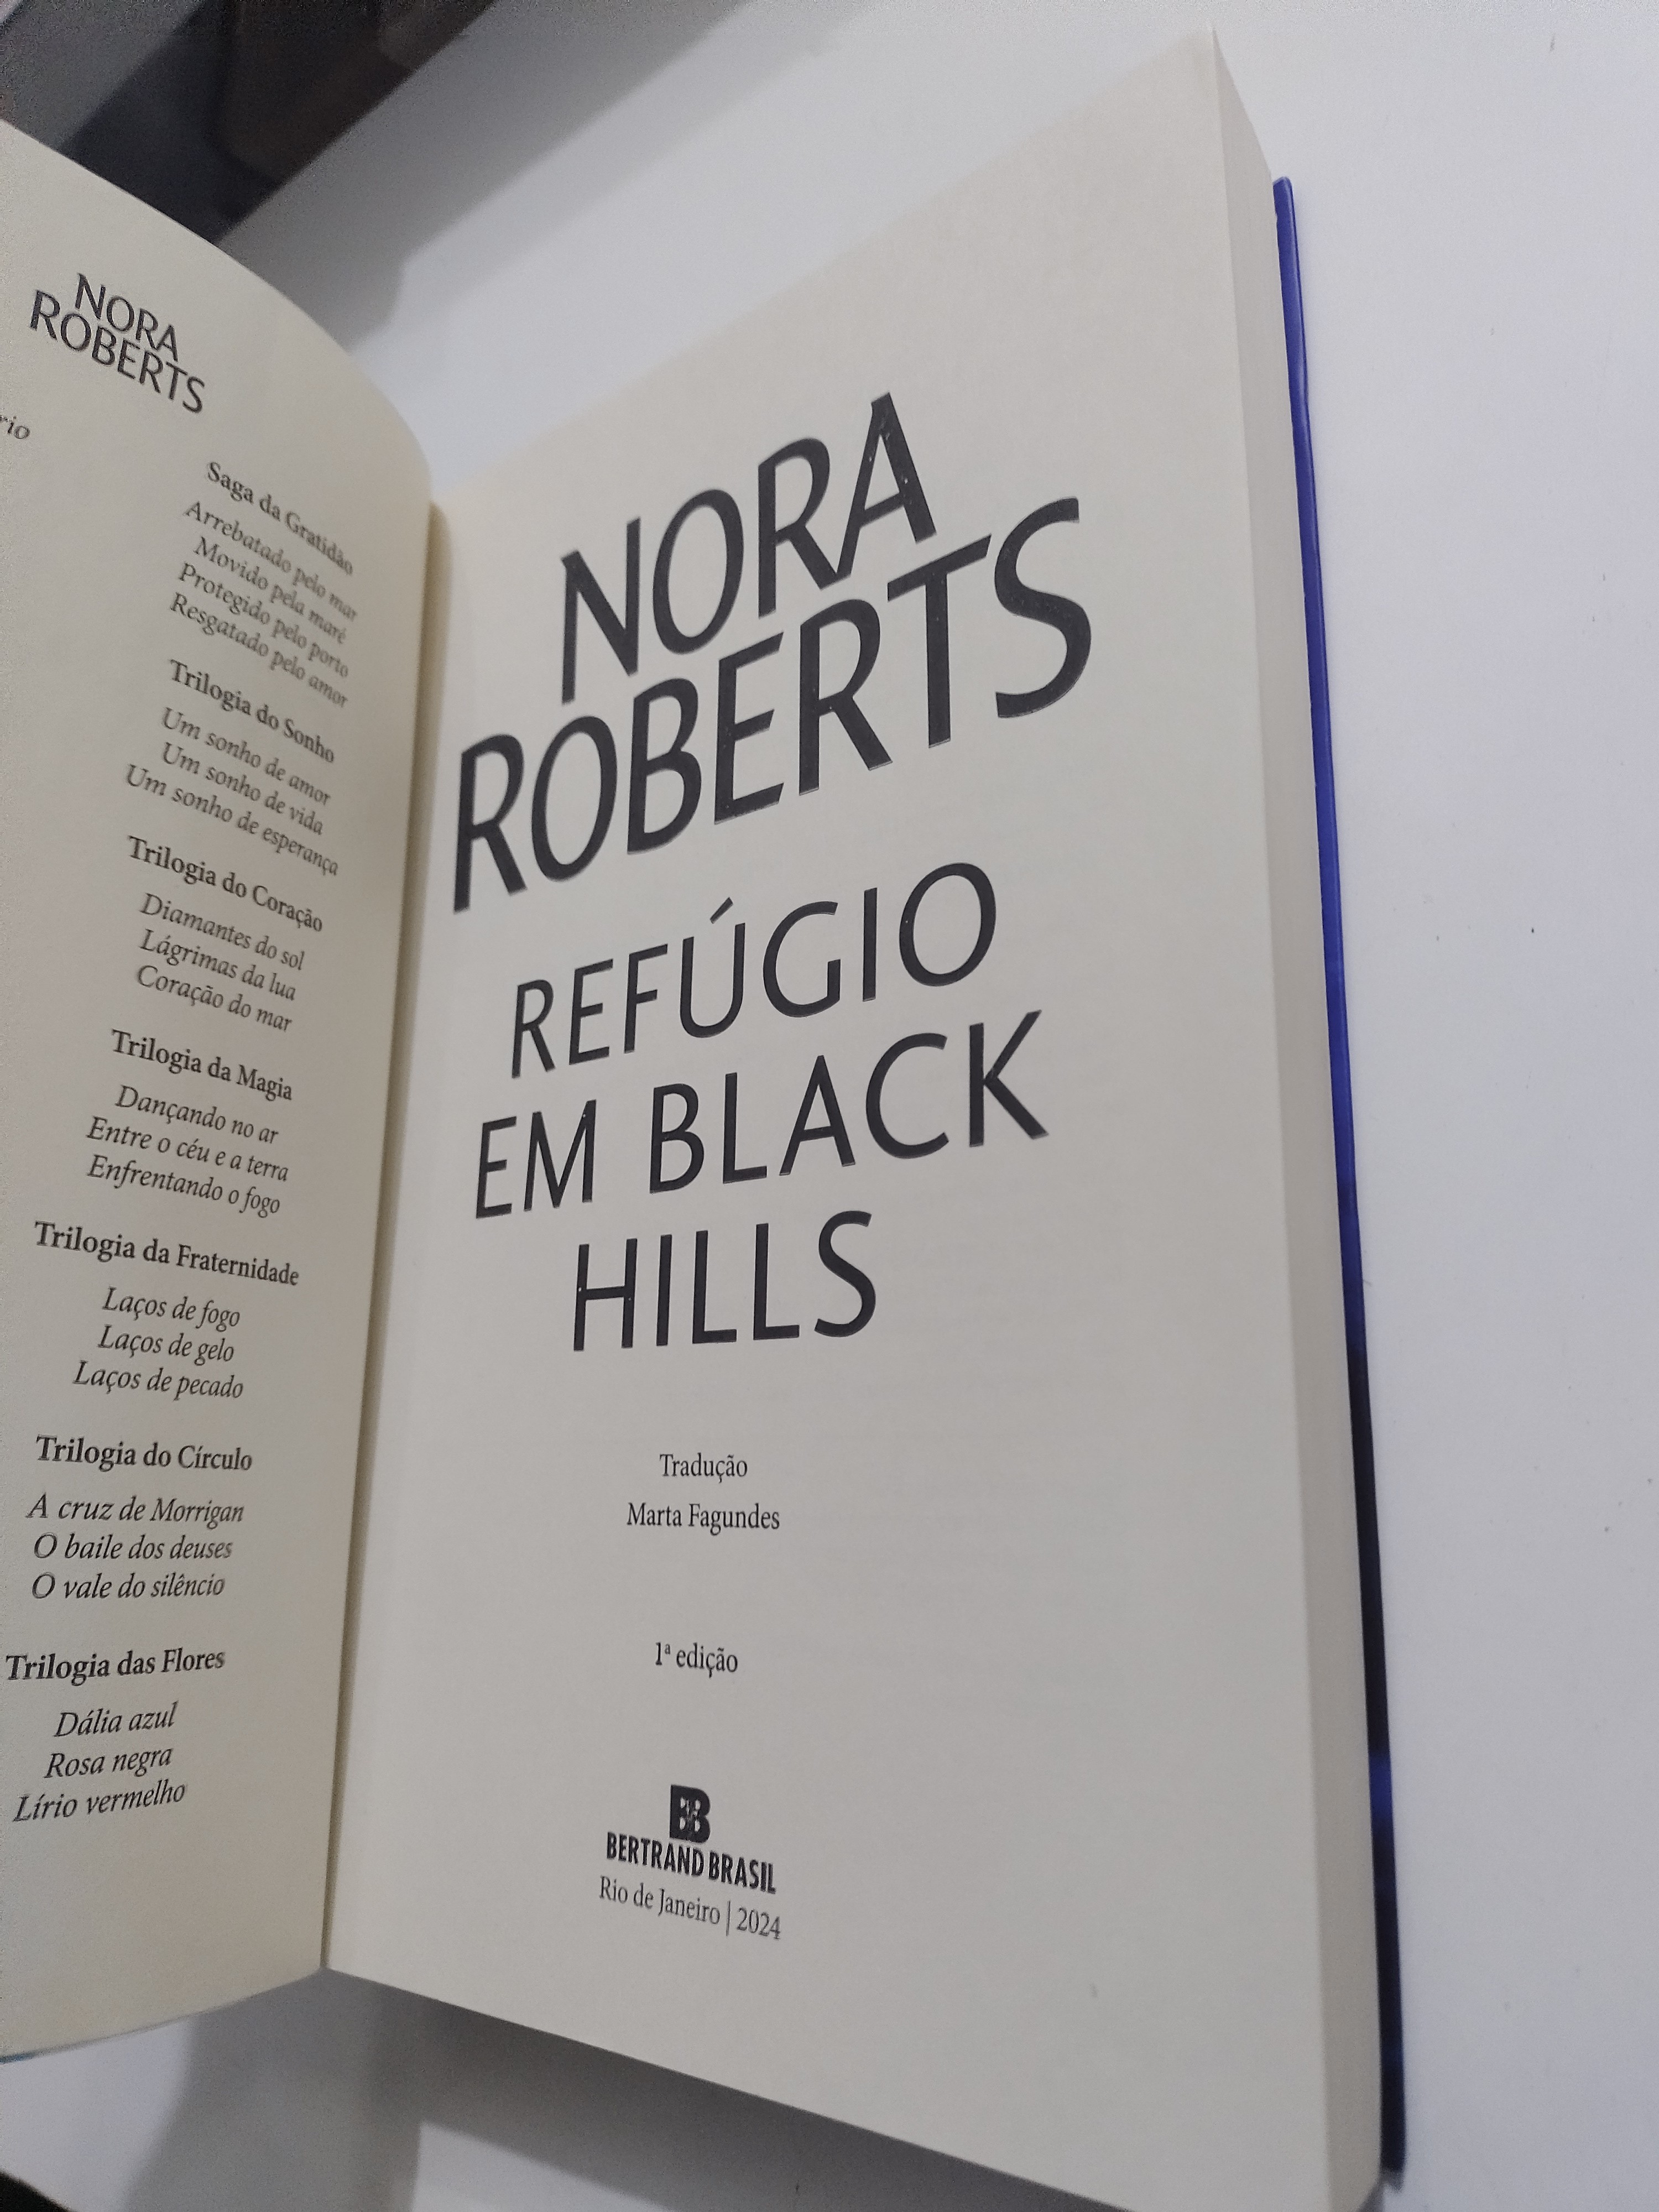 NORA
ROBERTS
Saga da Gratidão
Arrebatado pelo mar
Movido pela maré
Protegido pelo porto
Resgatado pelo amor
Trilogia do Sonho
Um sonho de amor
Um sonho de vida
Um sonho de esperança
Trilogia do Coração
Diamantes do sol
Lágrimas da lua
Coração do mar
Trilogia da Magia
Dançando no ar
Entre o céu e a terra
Enfrentando o fogo
Trilogia da Fraternidade
Laços de fogo
Laços de gelo
Laços de pecado
Trilogia do Círculo
A cruz de Morrigan
O baile dos deuses
O vale do silêncio
Trilogia das Flores
Dália azul
Rosa negra
Lírio vermelho
NORA
ROBERTS
REFÚGIO
EM BLACK
HILLS
Tradução
Marta Fagundes
1ª edição
BB
BERTRAND BRASIL
Rio de Janeiro | 2024